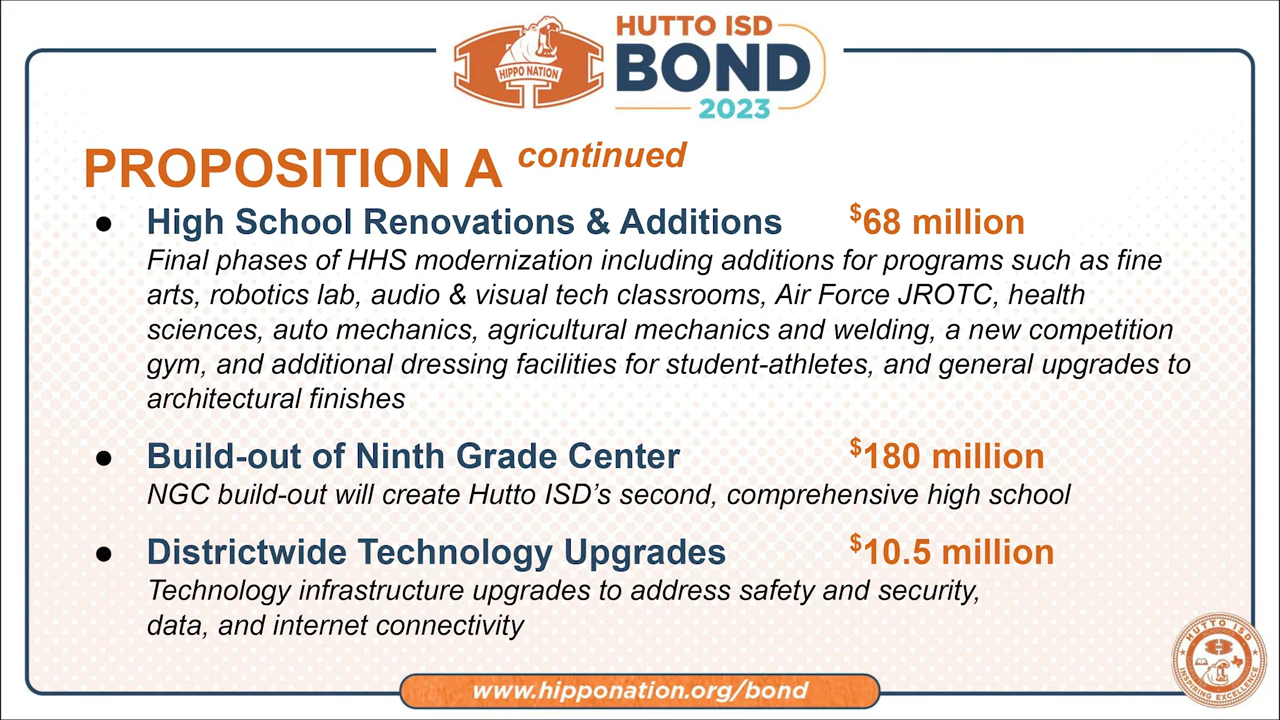 HUTTO ISD
BOND
2023
HIPPO NATION
PROPOSITION A continued
● High School Renovations & Additions $68 million
Final phases of HHS modernization including additions for programs such as fine
arts, robotics lab, audio & visual tech classrooms, Air Force JROTC, health
sciences, auto mechanics, agricultural mechanics and welding, a new competition
gym, and additional dressing facilities for student-athletes, and general upgrades to
architectural finishes
● Build-out of Ninth Grade Center $180 million
NGC build-out will create Hutto ISD’s second, comprehensive high school
● Districtwide Technology Upgrades $10.5 million
Technology infrastructure upgrades to address safety and security,
data, and internet connectivity
www.hipponation.org/bond
HUTTO ISD
INSPIRING EXCELLENCE